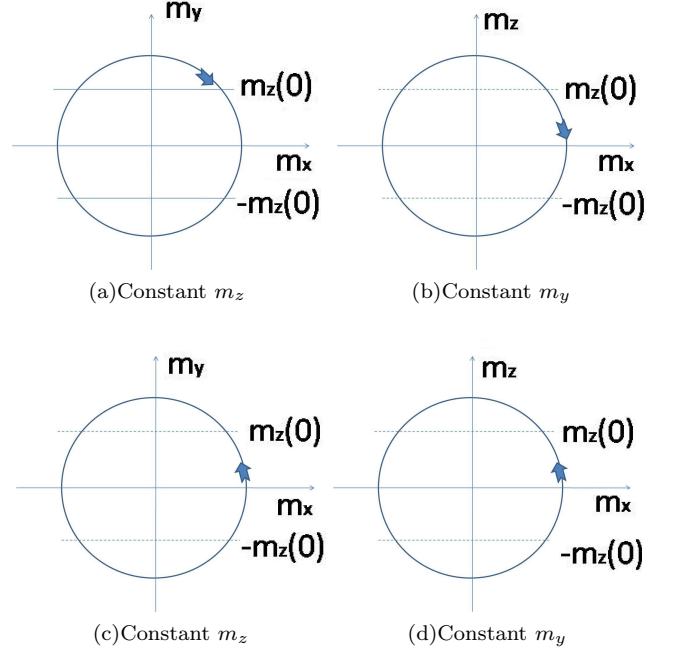 my
mz(0)
mx
-mz(0)
(a)Constant mz
mz
mz(0)
mx
-mz(0)
(b)Constant my
my
mz(0)
mx
-mz(0)
(c)Constant mz
mz
mz(0)
mx
-mz(0)
(d)Constant my